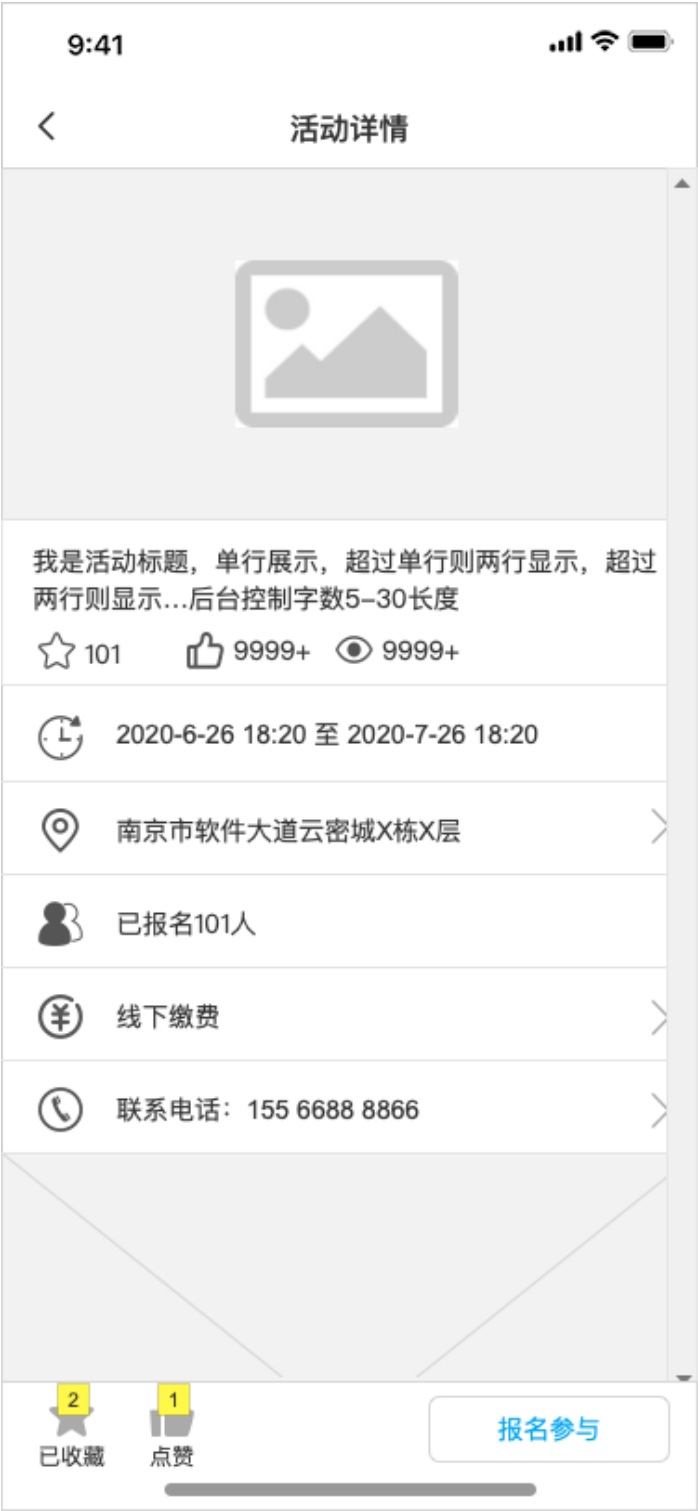 9:41
活动详情
我是活动标题，单行展示，超过单行则两行显示，超过
两行则显示...后台控制字数5-30长度
101 9999+ 9999+
2020-6-26 18:20 至 2020-7-26 18:20
南京市软件大道云密城X栋X层
已报名101人
线下缴费
联系电话：155 6688 8866
2 1
已收藏 点赞 报名参与